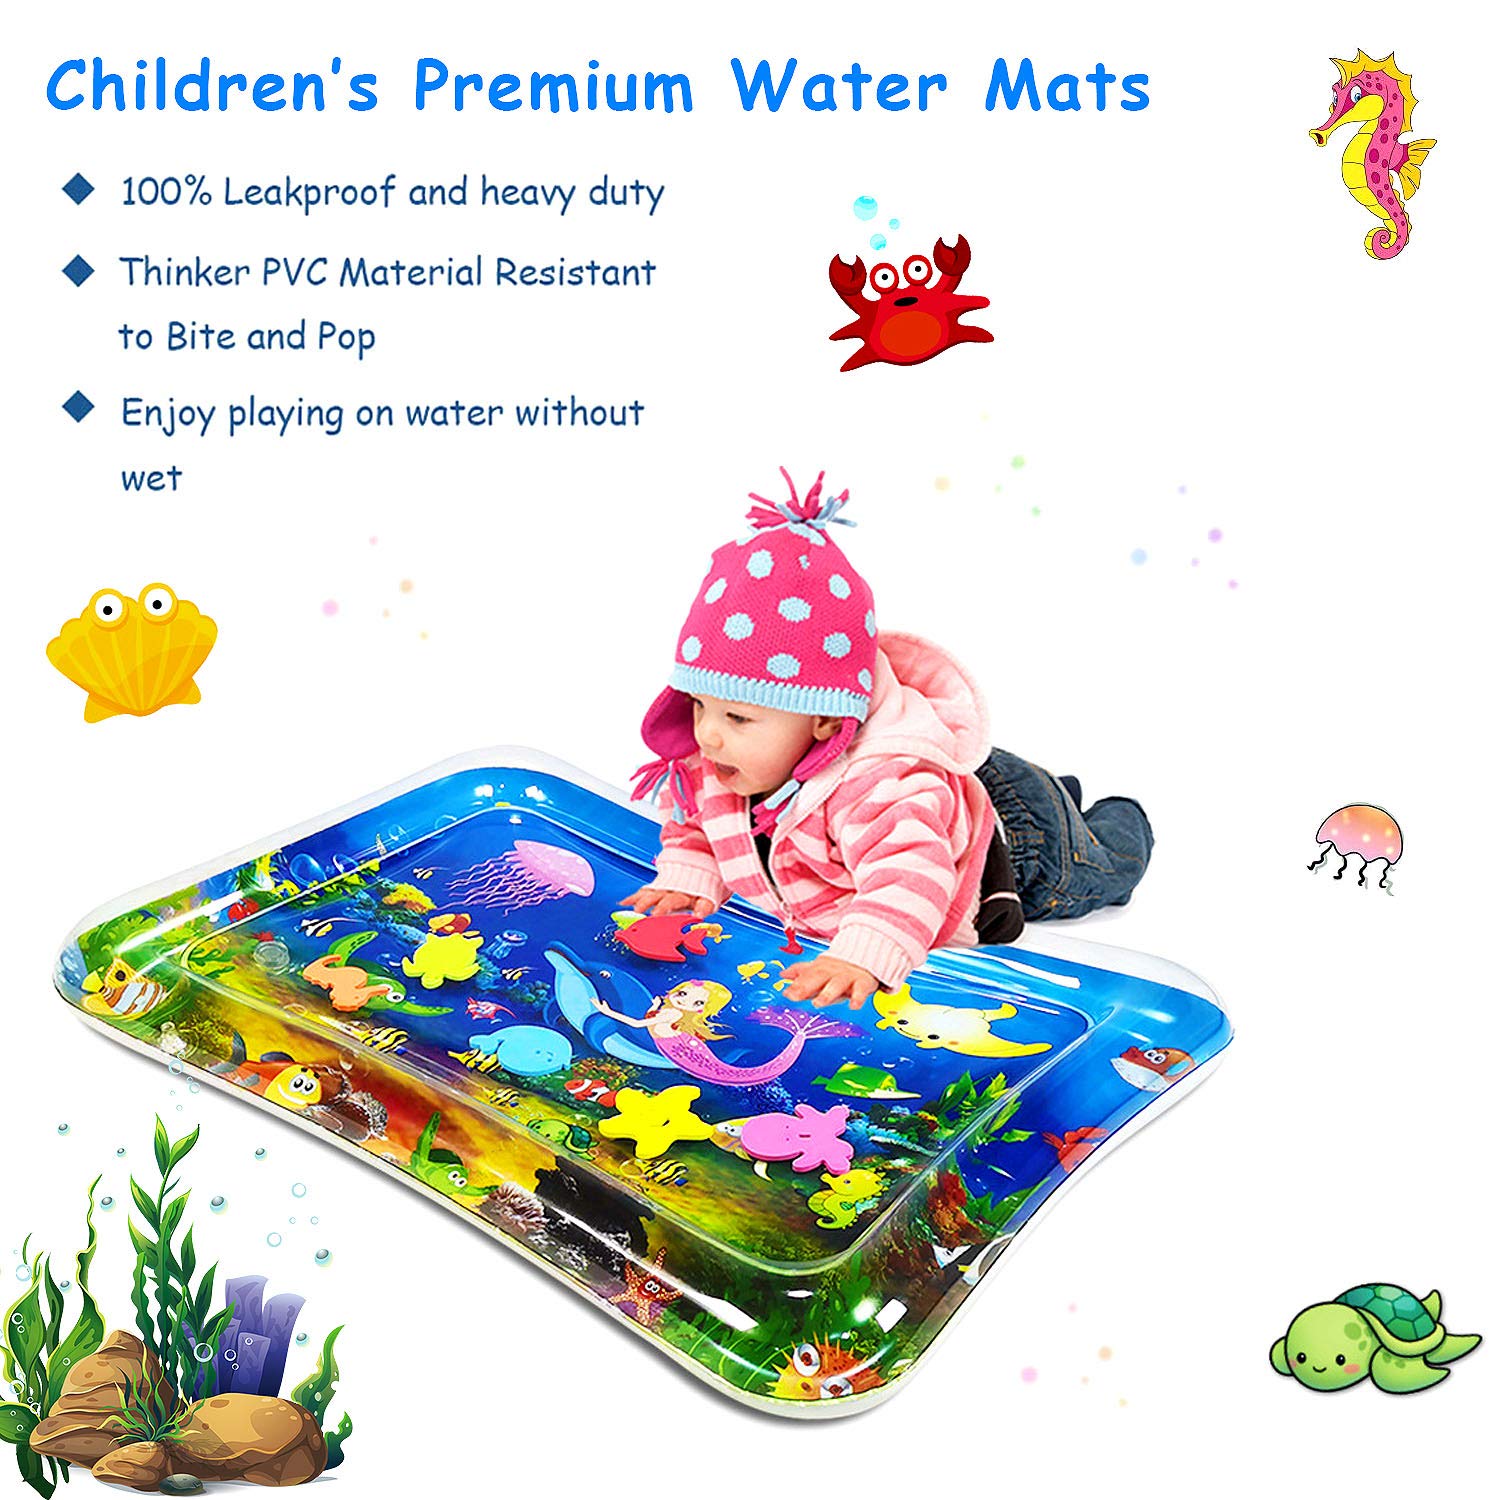 Children's Premium Water Mats
◆ 100% Leakproof and heavy duty
◆ Thinker PVC Material Resistant
to Bite and Pop
◆ Enjoy playing on water without
wet